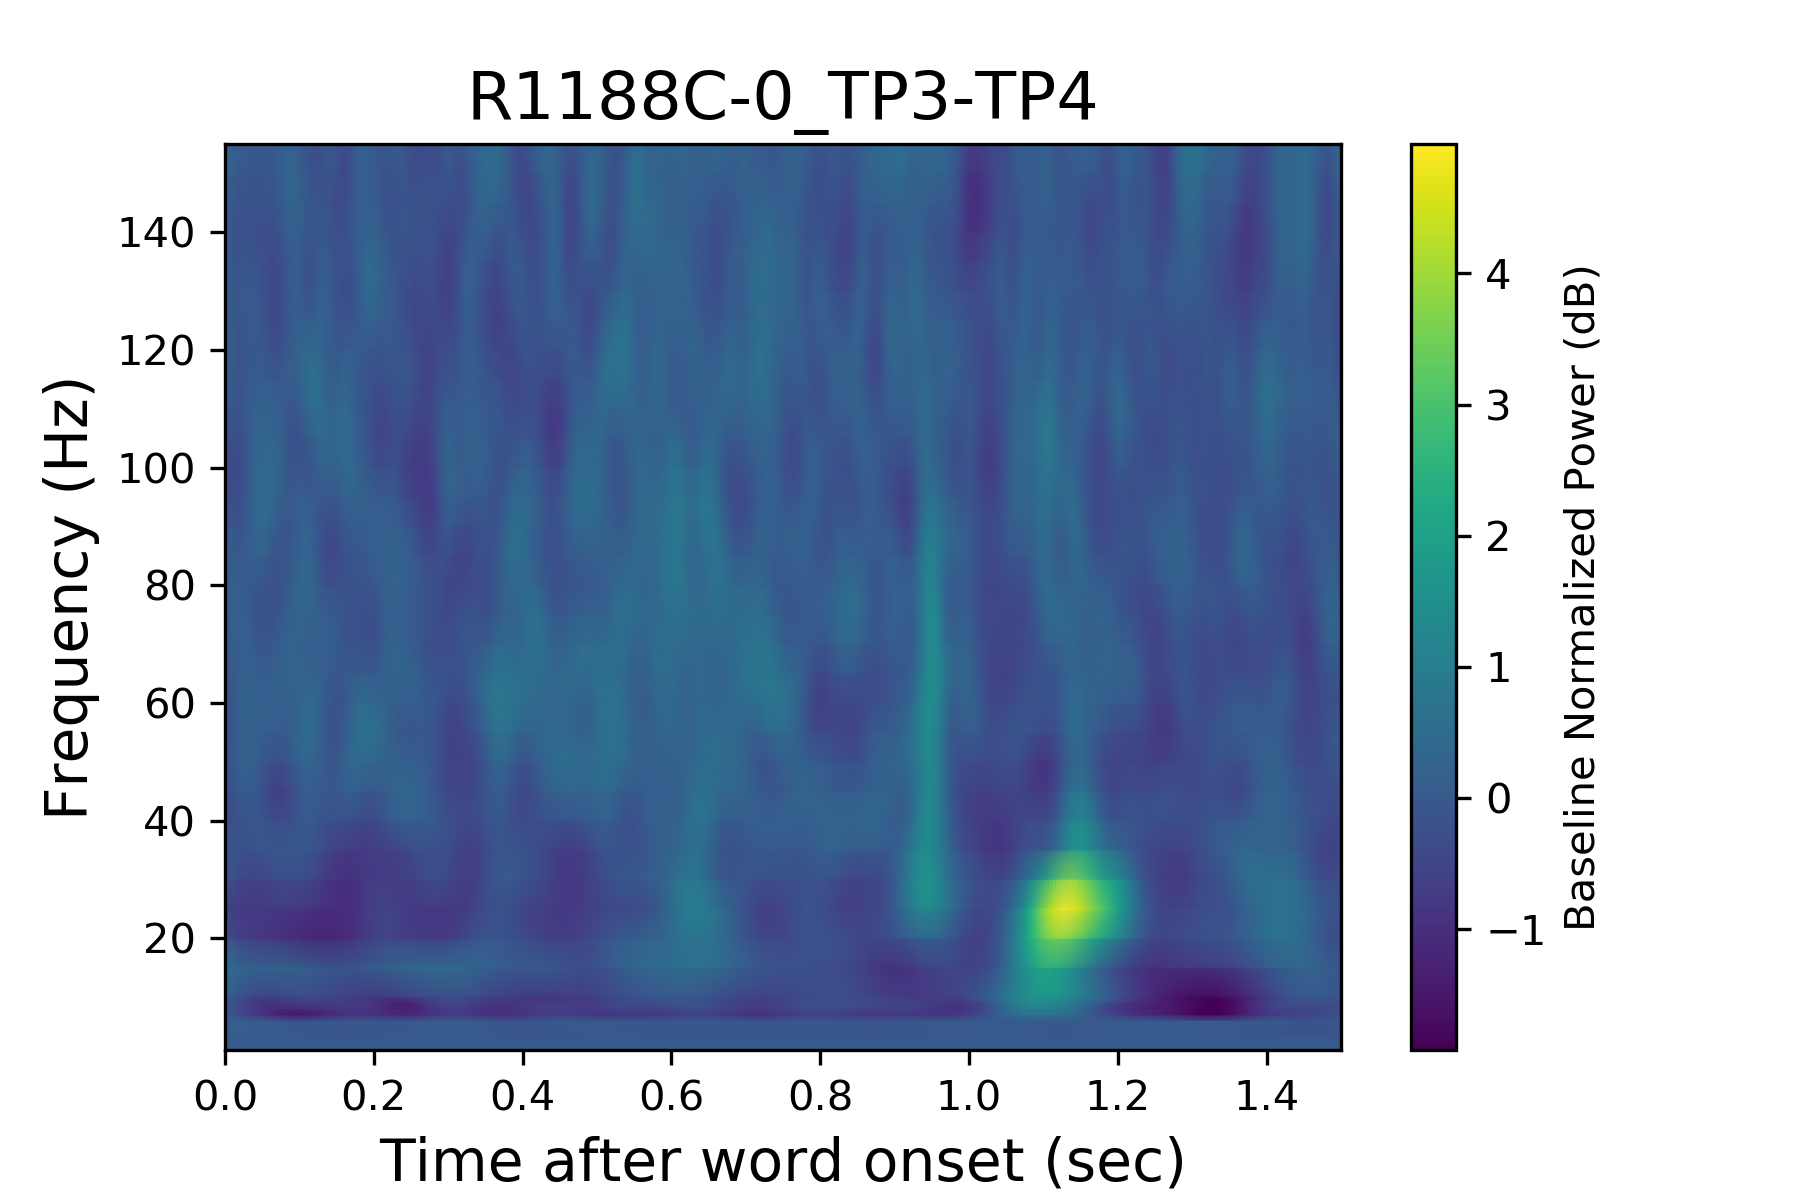 R1188C-0_TP3-TP4
Frequency (Hz)
140
120
100
80
60
40
20
0.0 0.2 0.4 0.6 0.8 1.0 1.2 1.4
Time after word onset (sec)
4
3
2
1
0
−1
Baseline Normalized Power (dB)